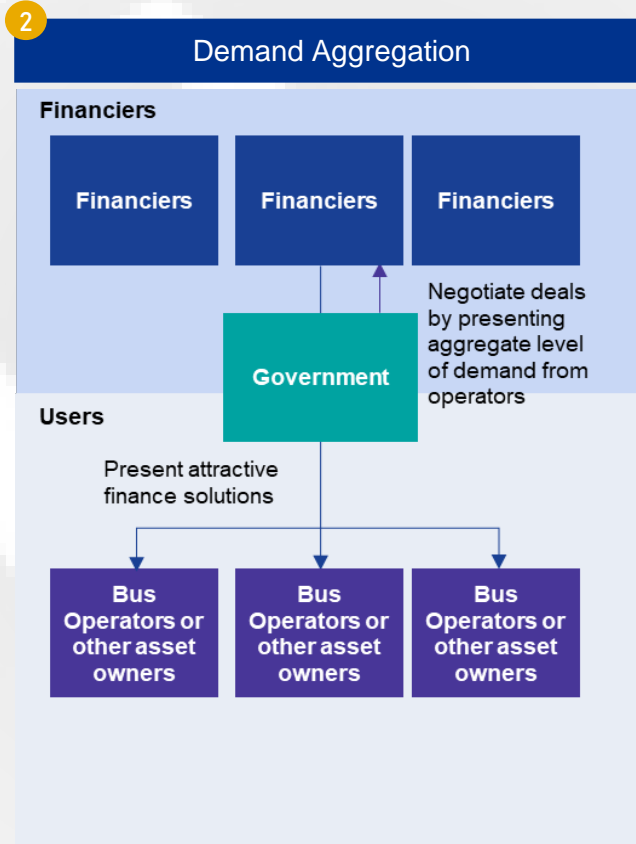 2
Demand Aggregation
Financiers
Financiers
Financiers
Financiers
Negotiate deals
by presenting
aggregate level
of demand from
operators
Government
Users
Present attractive
finance solutions
Bus
Operators or
other asset
owners
Bus
Operators or
other asset
owners
Bus
Operators or
other asset
owners